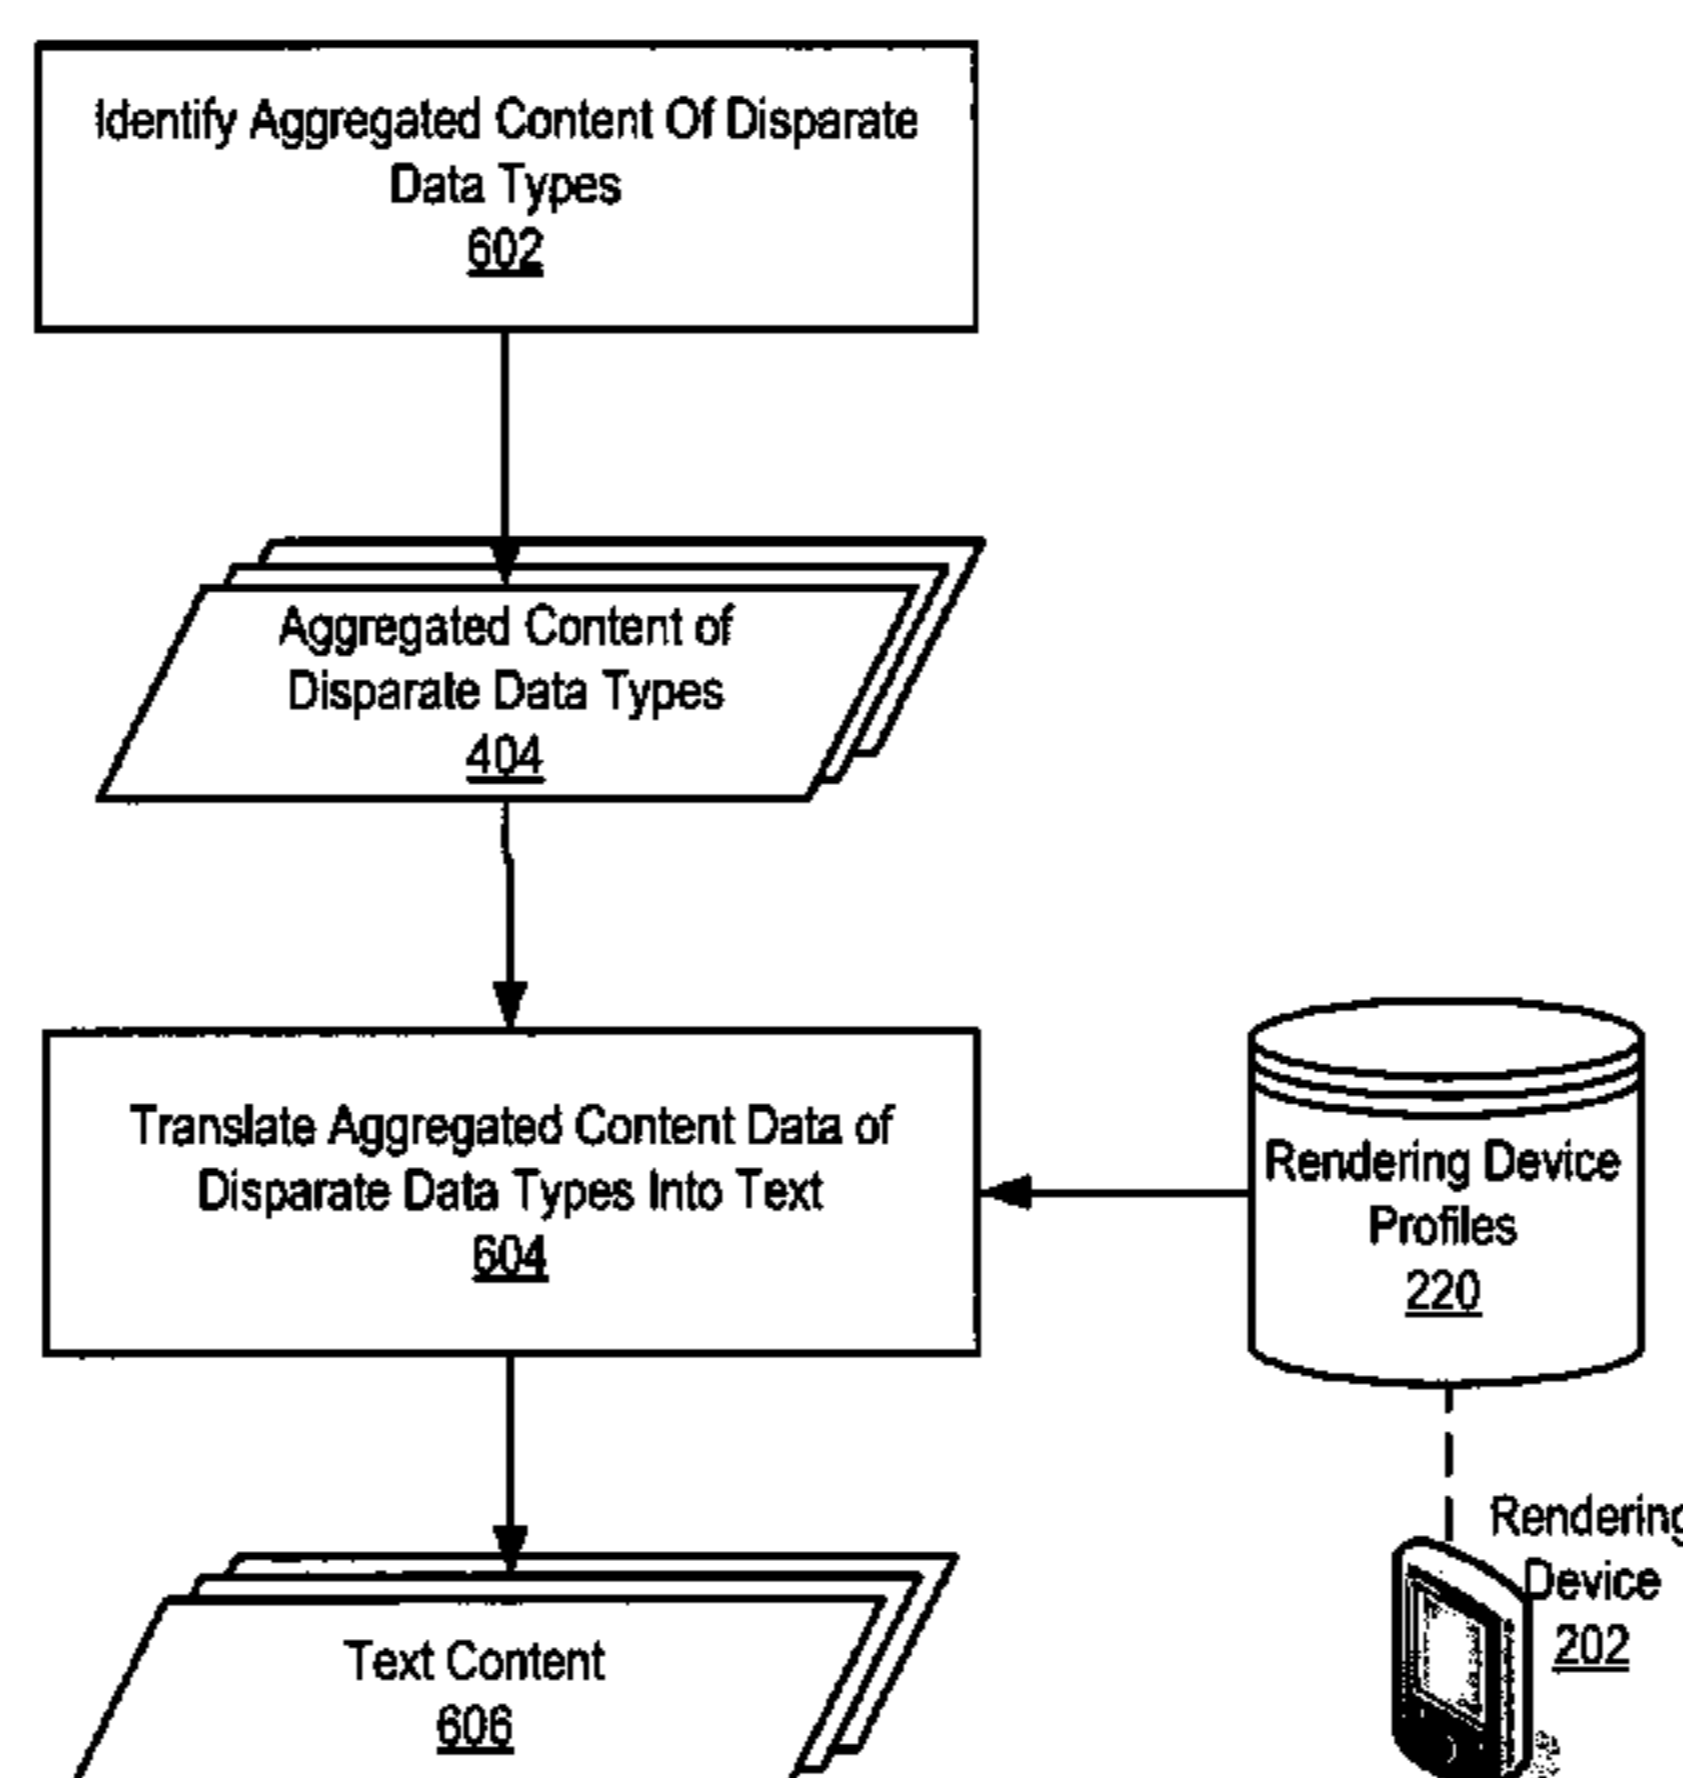 Identify Aggregated Content Of Disparate
Data Types
602
Aggregated Content of
Disparate Data Types
404
Translate Aggregated Content Data of
Disparate Data Types Into Text
604
Rendering Device
Profiles
220
Rendering
Device
202
Text Content
606